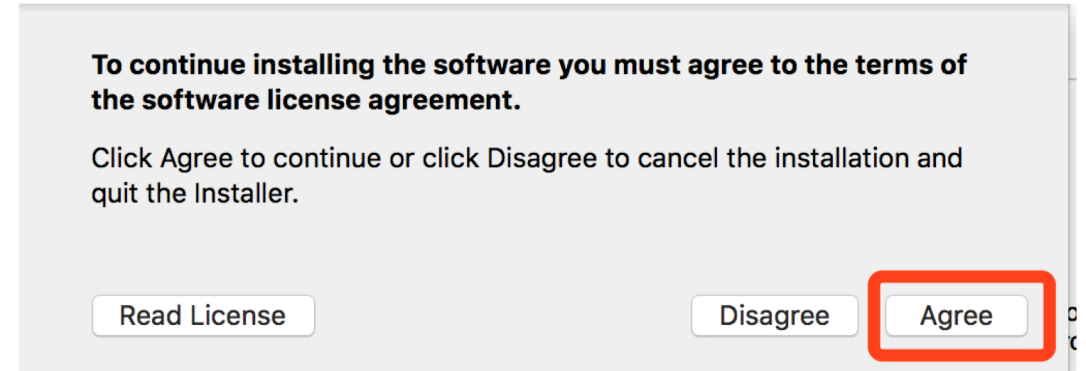 To continue installing the software you must agree to the terms of
the software license agreement.
Click Agree to continue or click Disagree to cancel the installation and
quit the Installer.
Read License
Disagree
Agree